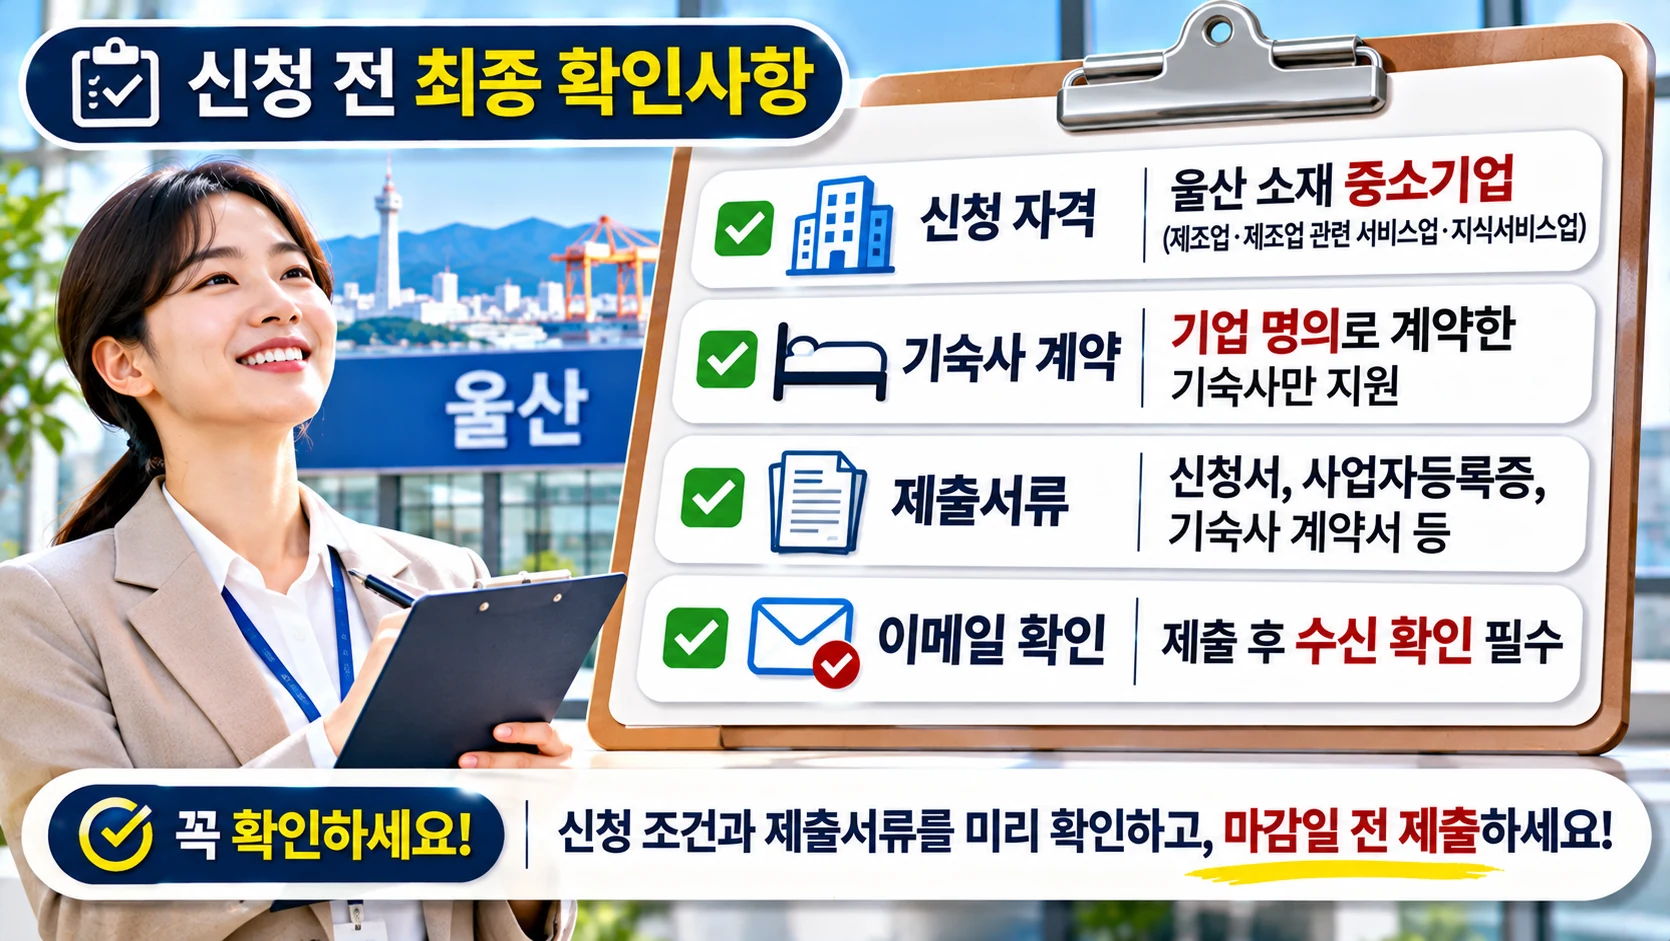 신청 전 최종 확인사항
울산
신청 자격
울산 소재 중소기업
(제조업·제조업 관련 서비스업·지식서비스업)
기숙사 계약
기업 명의로 계약한
기숙사만 지원
제출서류
신청서, 사업자등록증,
기숙사 계약서 등
이메일 확인
제출 후 수신 확인 필수
꼭 확인하세요!
신청 조건과 제출서류를 미리 확인하고, 마감일 전 제출하세요!